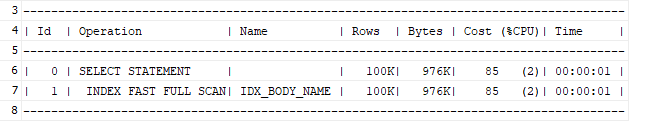 3 --------------------------------------------------------------------------------------
4 | Id  | Operation            | Name          | Rows  | Bytes | Cost (%CPU)| Time     |
5 --------------------------------------------------------------------------------------
6 |   0 | SELECT STATEMENT     |               |   100K|   976K|    85   (2)| 00:00:01 |
7 |   1 |  INDEX FAST FULL SCAN| IDX_BODY_NAME |   100K|   976K|    85   (2)| 00:00:01 |
8 --------------------------------------------------------------------------------------